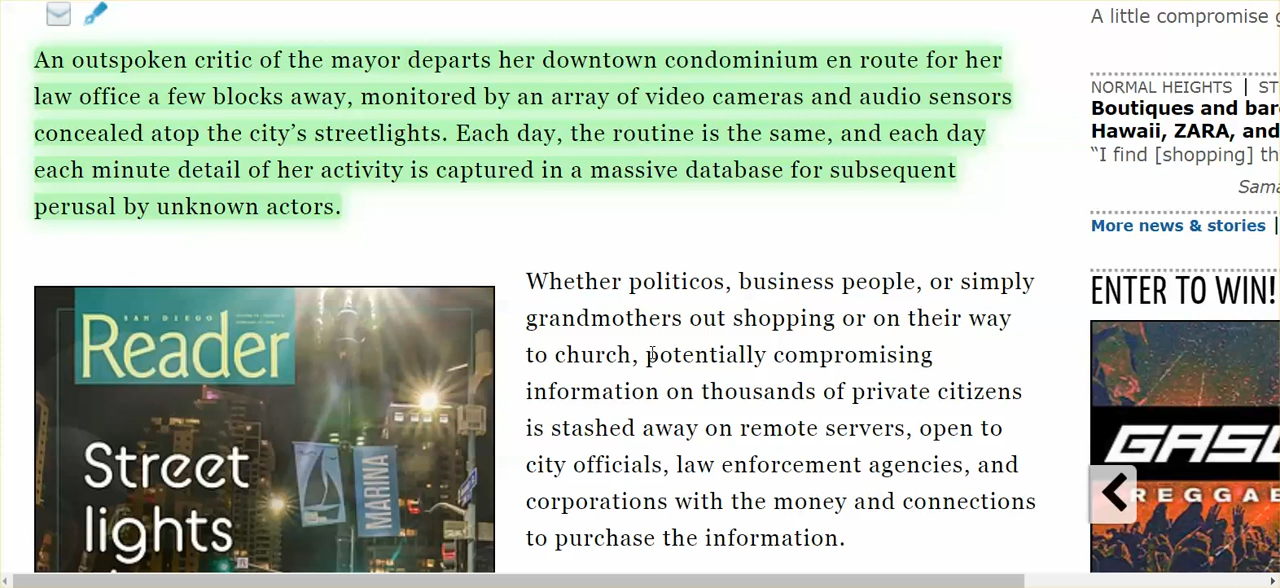 An outspoken critic of the mayor departs her downtown condominium en route for her
law office a few blocks away, monitored by an array of video cameras and audio sensors
concealed atop the city’s streetlights. Each day, the routine is the same, and each day
each minute detail of her activity is captured in a massive database for subsequent
perusal by unknown actors.
Whether politicos, business people, or simply
grandmothers out shopping or on their way
to church, potentially compromising
information on thousands of private citizens
is stashed away on remote servers, open to
city officials, law enforcement agencies, and
corporations with the money and connections
to purchase the information.
SAN DIEGO
Reader
Street
lights
MARINA
A little compromise
NORMAL HEIGHTS | ST
Boutiques and bar
Hawaii, ZARA, and
“I find [shopping] th
Sama
More news & stories |
ENTER TO WIN!
GASL
REGGAE